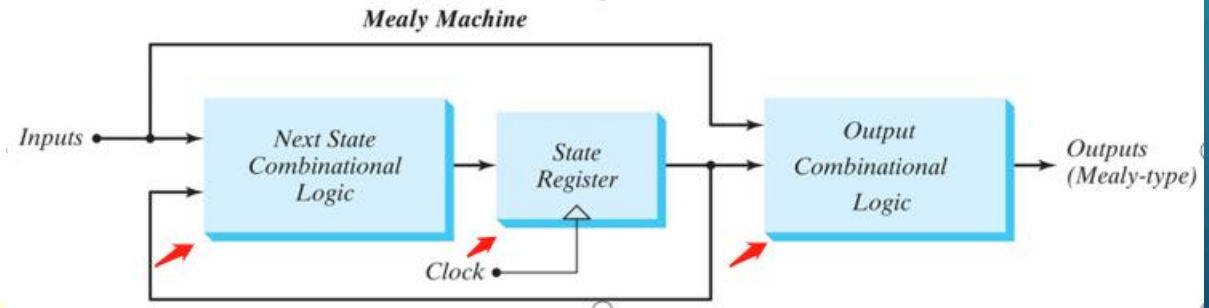 Mealy Machine
Inputs
Next State
Combinational
Logic
State
Register
Clock
Output
Combinational
Logic
Outputs
(Mealy-type)